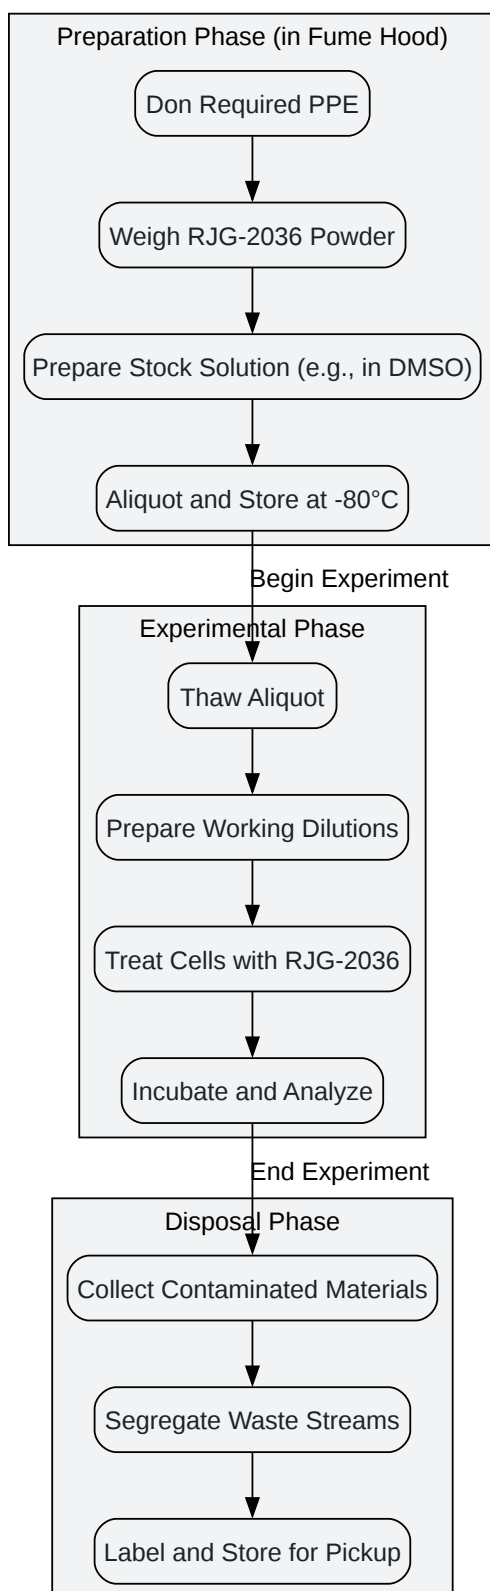 Preparation Phase (in Fume Hood)
Don Required PPE
Weigh RJG-2036 Powder
Prepare Stock Solution (e.g., in DMSO)
Aliquot and Store at -80°C
Begin Experiment
Experimental Phase
Thaw Aliquot
Prepare Working Dilutions
Treat Cells with RJG-2036
Incubate and Analyze
End Experiment
Disposal Phase
Collect Contaminated Materials
Segregate Waste Streams
Label and Store for Pickup